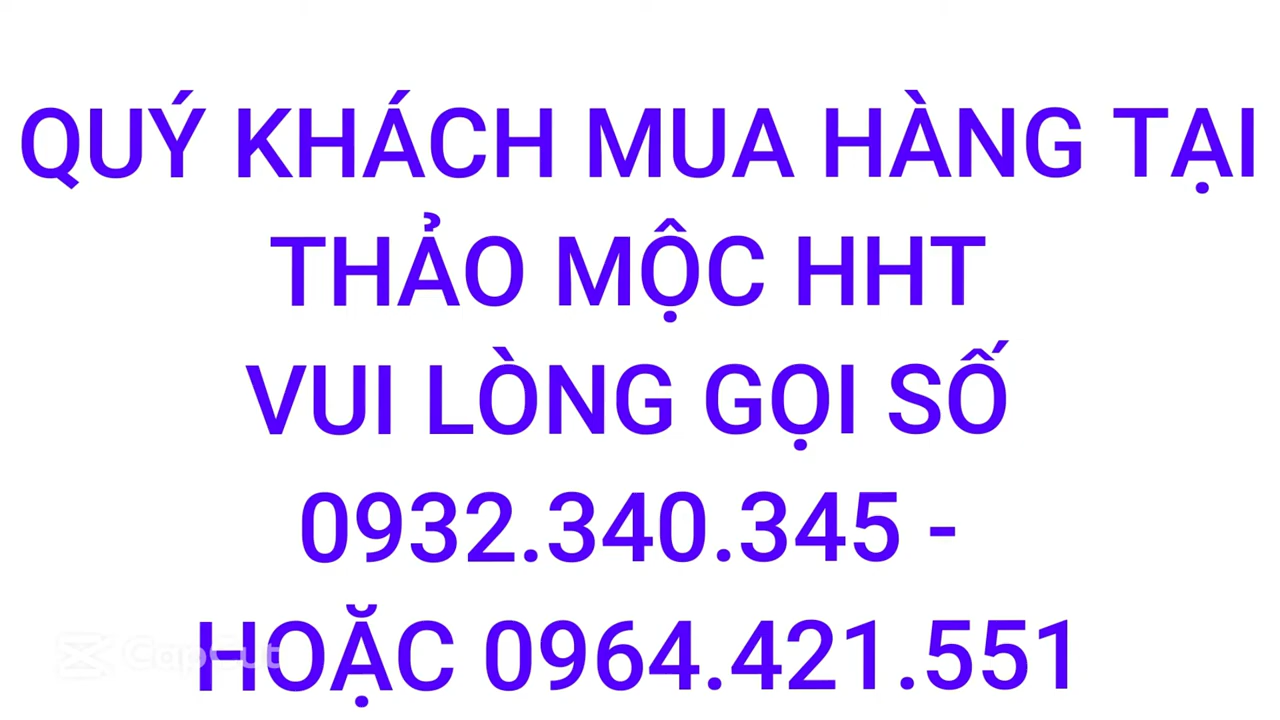 QUÝ KHÁCH MUA HÀNG TẠI
THẢO MỘC HHT
VUI LÒNG GỌI SỐ
0932.340.345 -
HOẶC 0964.421.551
CapCut